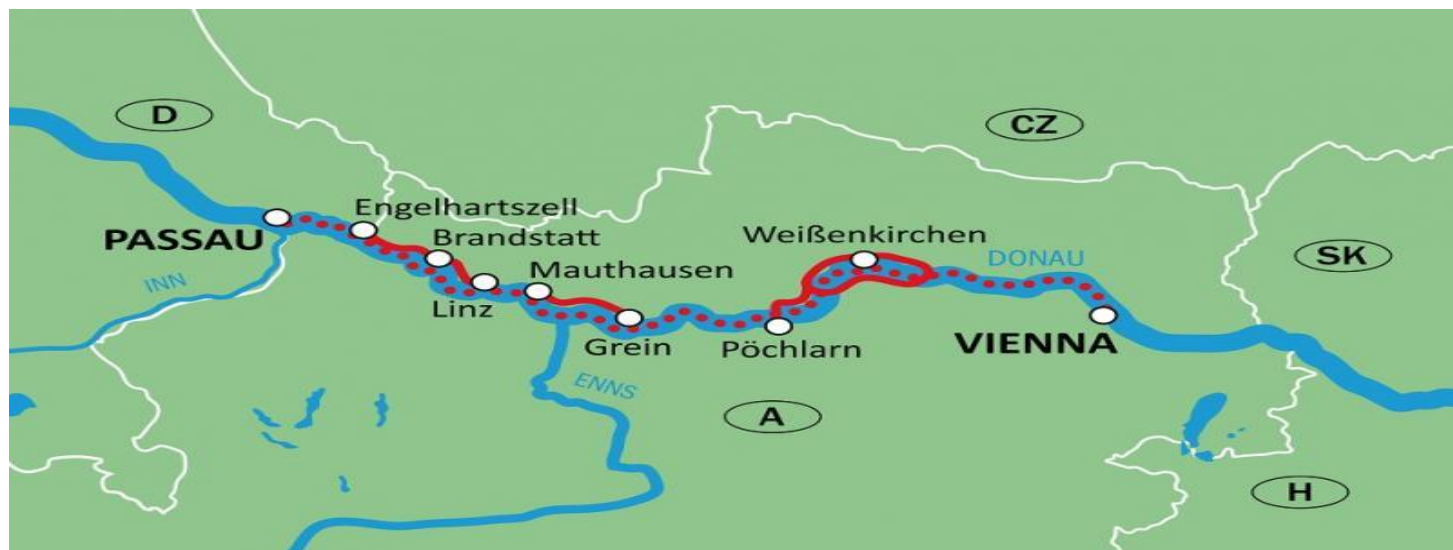 D
CZ
Engelhartszell
PASSAU
Brandstatt
Weißenkirchen
DONAU
SK
INN
Mauthausen
Linz
Grein
Pöchlarn
VIENNA
ENNS
A
H